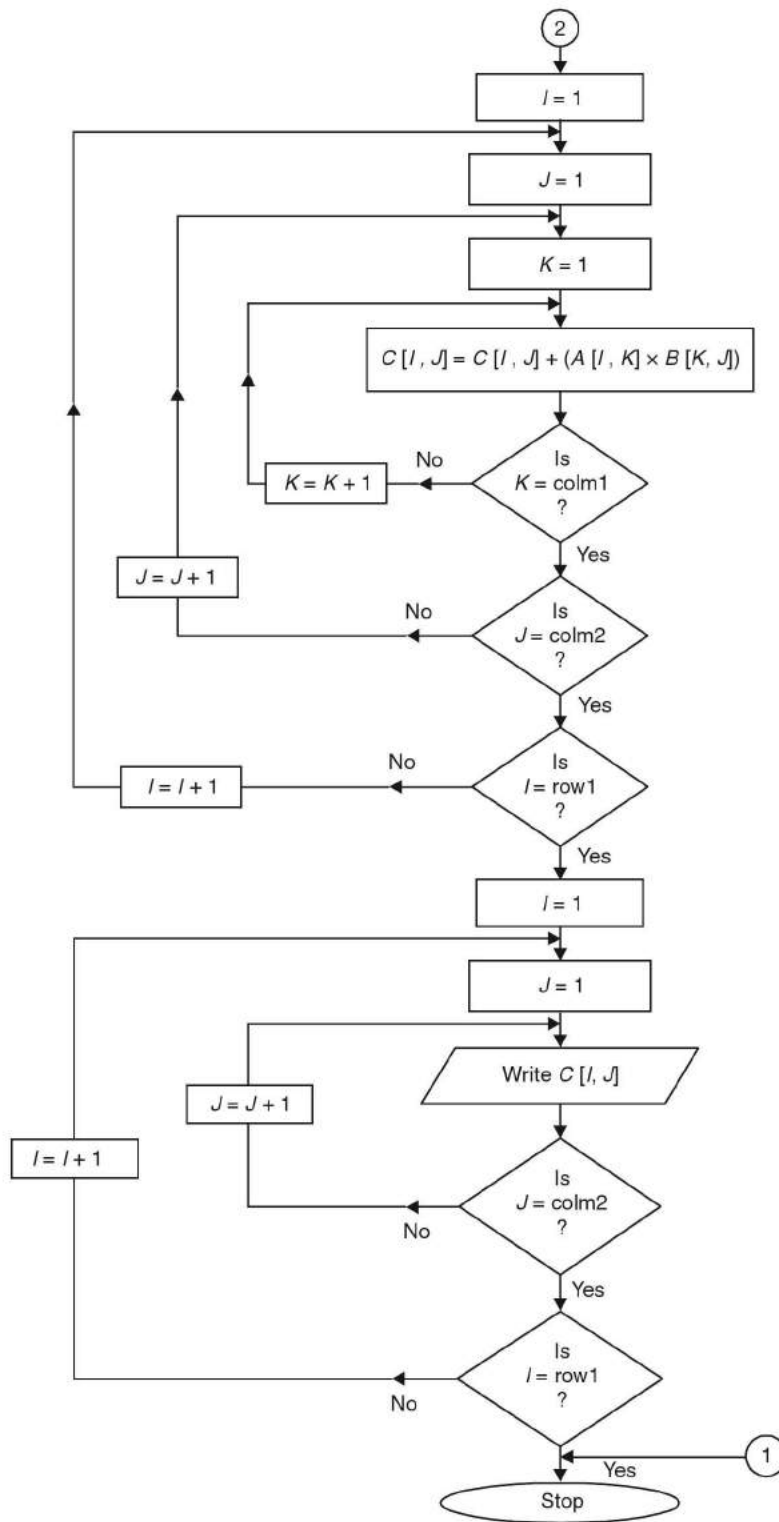 2
I = 1
J = 1
K = 1
C [I , J] = C [I , J] + (A [I , K] × B [K, J])
Is
K = colm1
?
No
K = K + 1
Yes
J = J + 1
Is
J = colm2
?
No
Yes
Is
I = row1
?
No
I = I + 1
Yes
I = 1
J = 1
Write C [I, J]
J = J + 1
I = I + 1
Is
J = colm2
?
No
Yes
Is
I = row1
?
No
1
Yes
Stop